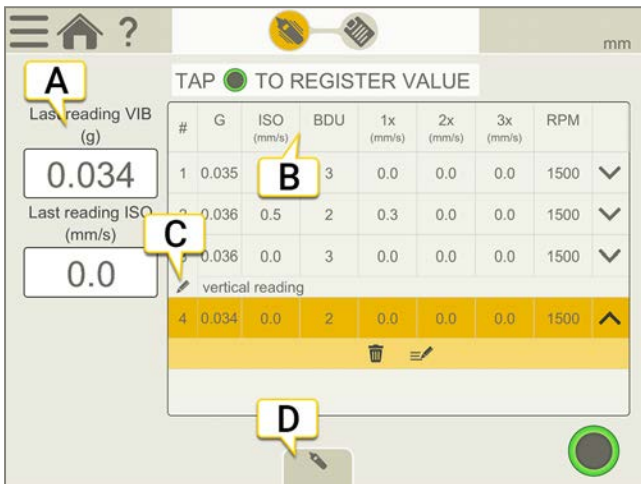 ?
mm
A
TAP TO REGISTER VALUE
Last reading VIB
(g)
0.034
Last reading ISO
(mm/s)
0.0
# G ISO (mm/s) BDU 1x (mm/s) 2x (mm/s) 3x (mm/s) RPM
B
1 0.035 3 0.0 0.0 0.0 1500
0.036 0.5 2 0.3 0.0 0.0 1500
C
0.036 0.0 3 0.0 0.0 0.0 1500
vertical reading
4 0.034 0.0 2 0.0 0.0 0.0 1500
D